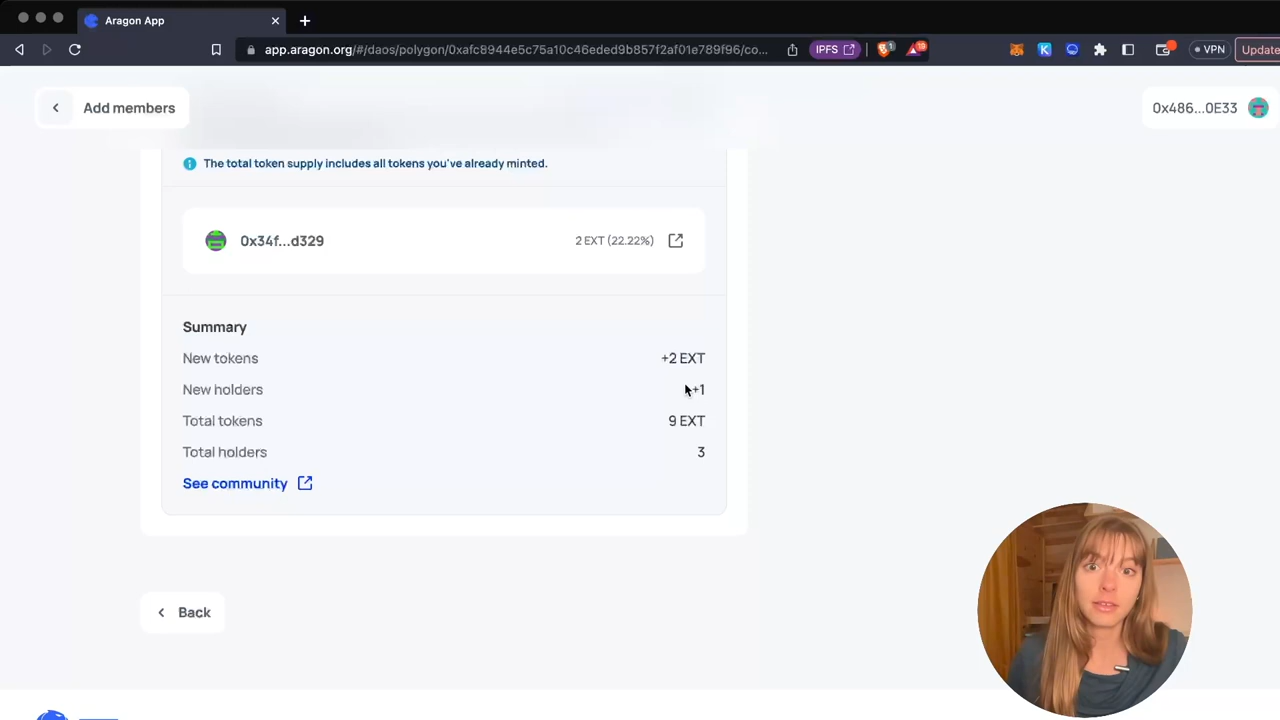 Aragon App
app.aragon.org/#/daos/polygon/0xafc8944e5c75a10c46eded9b857f2af01e789f96/co...
IPFS
1
10
VPN
Update
Add members
0x486...0E33
The total token supply includes all tokens you've already minted.
0x34f...d329
2 EXT (22.22%)
Summary
New tokens +2 EXT
New holders +1
Total tokens 9 EXT
Total holders 3
See community
Back